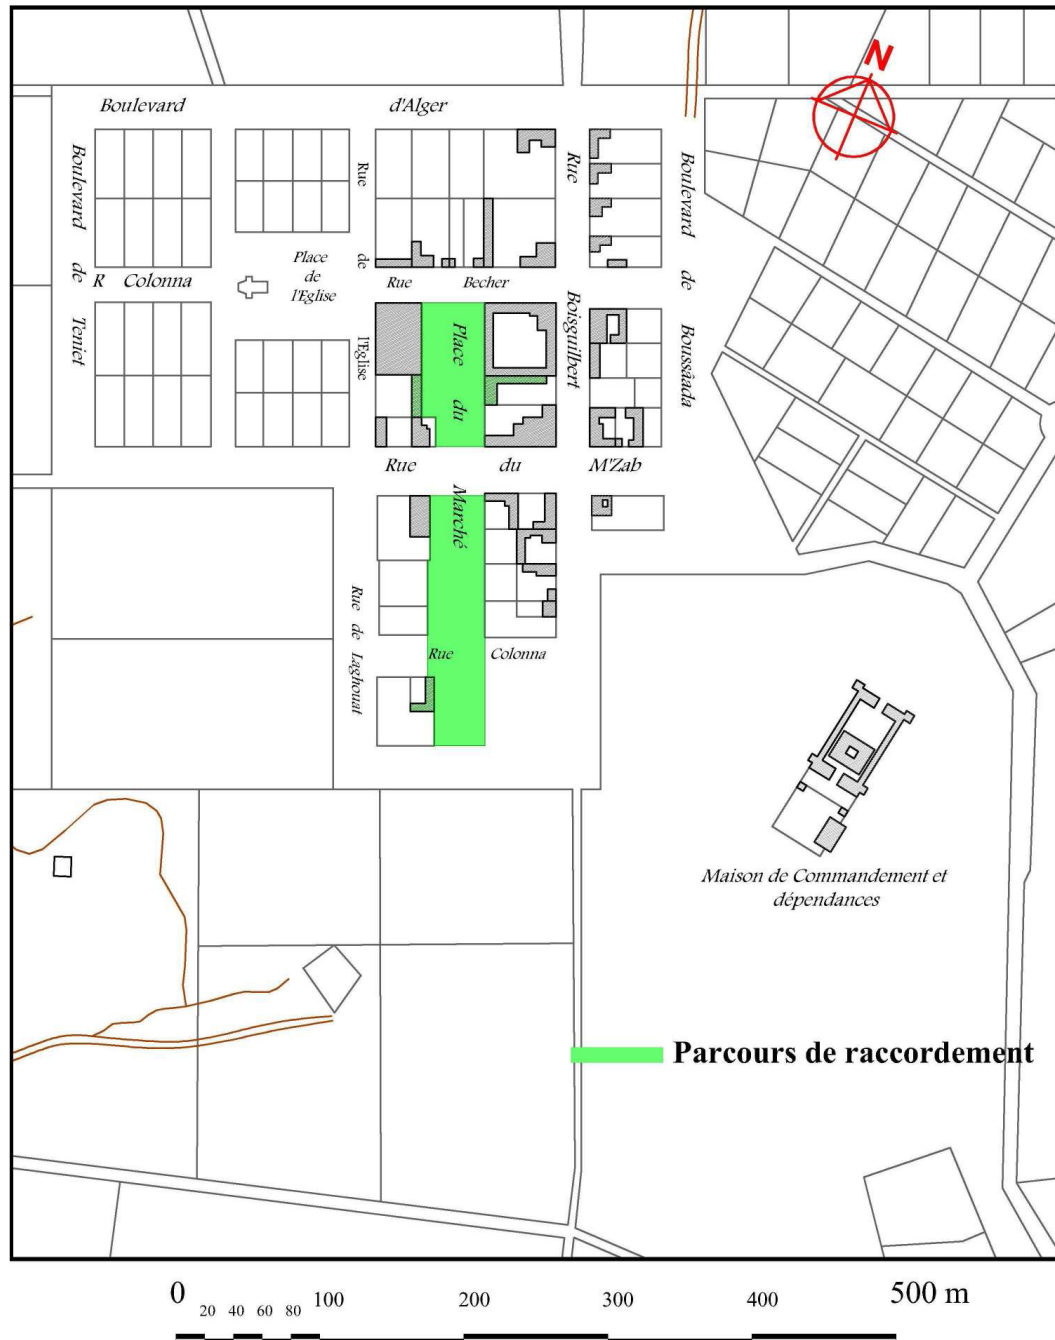 N
Boulevard d'Alger
Boulevard de Teniet
Rue de l'Eglise
Rue Boisguilbert
Boulevard de Boussâada
Place
de
l'Eglise
R Colonna
Rue Becher
Place du Marché
Rue du M'Zab
Rue de Laghouat
Rue Colonna
Maison de Commandement et
dépendances
Parcours de raccordement
0 20 40 60 80 100 200 300 400 500 m